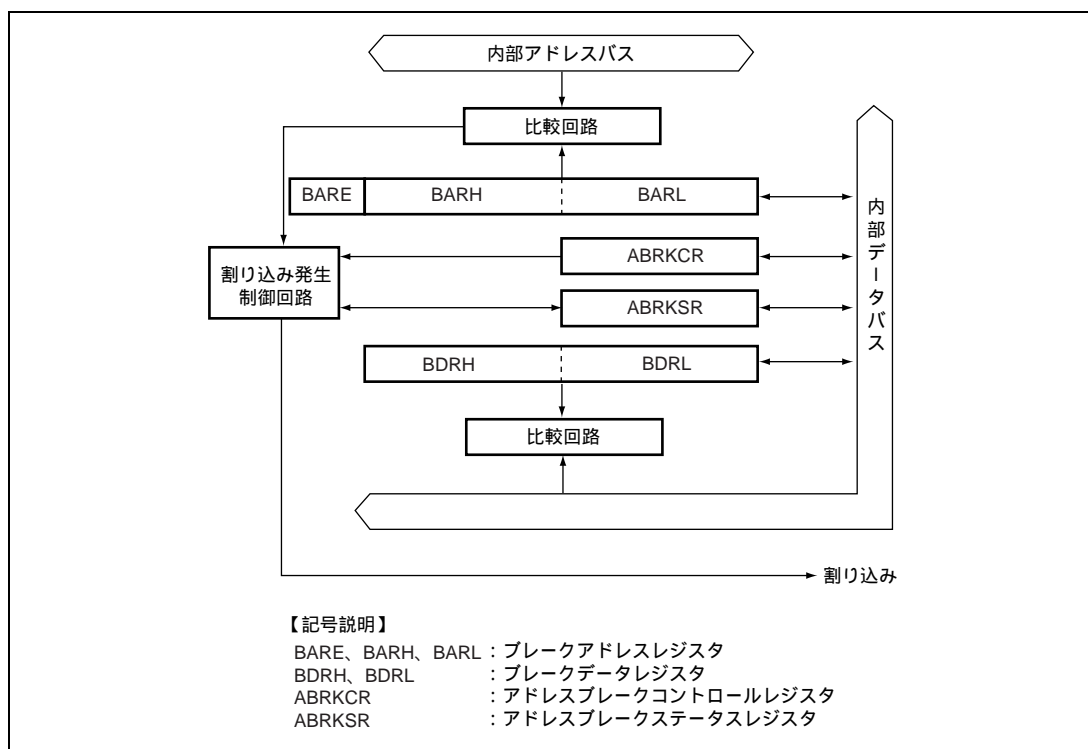 内部アドレスバス
比較回路
BARE BARH BARL
ABRKCR
割り込み発生
制御回路
ABRKSR
BDRH BDRL
比較回路
内部データバス
割り込み
【記号説明】
BARE、BARH、BARL：ブレークアドレスレジスタ
BDRH、BDRL ：ブレークデータレジスタ
ABRKCR ：アドレスブレークコントロールレジスタ
ABRKSR ：アドレスブレークステータスレジスタ